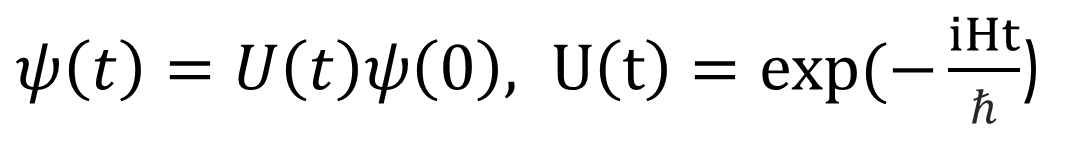 ψ(t) = U(t)ψ(0), U(t) = exp(−iHt/ℏ)